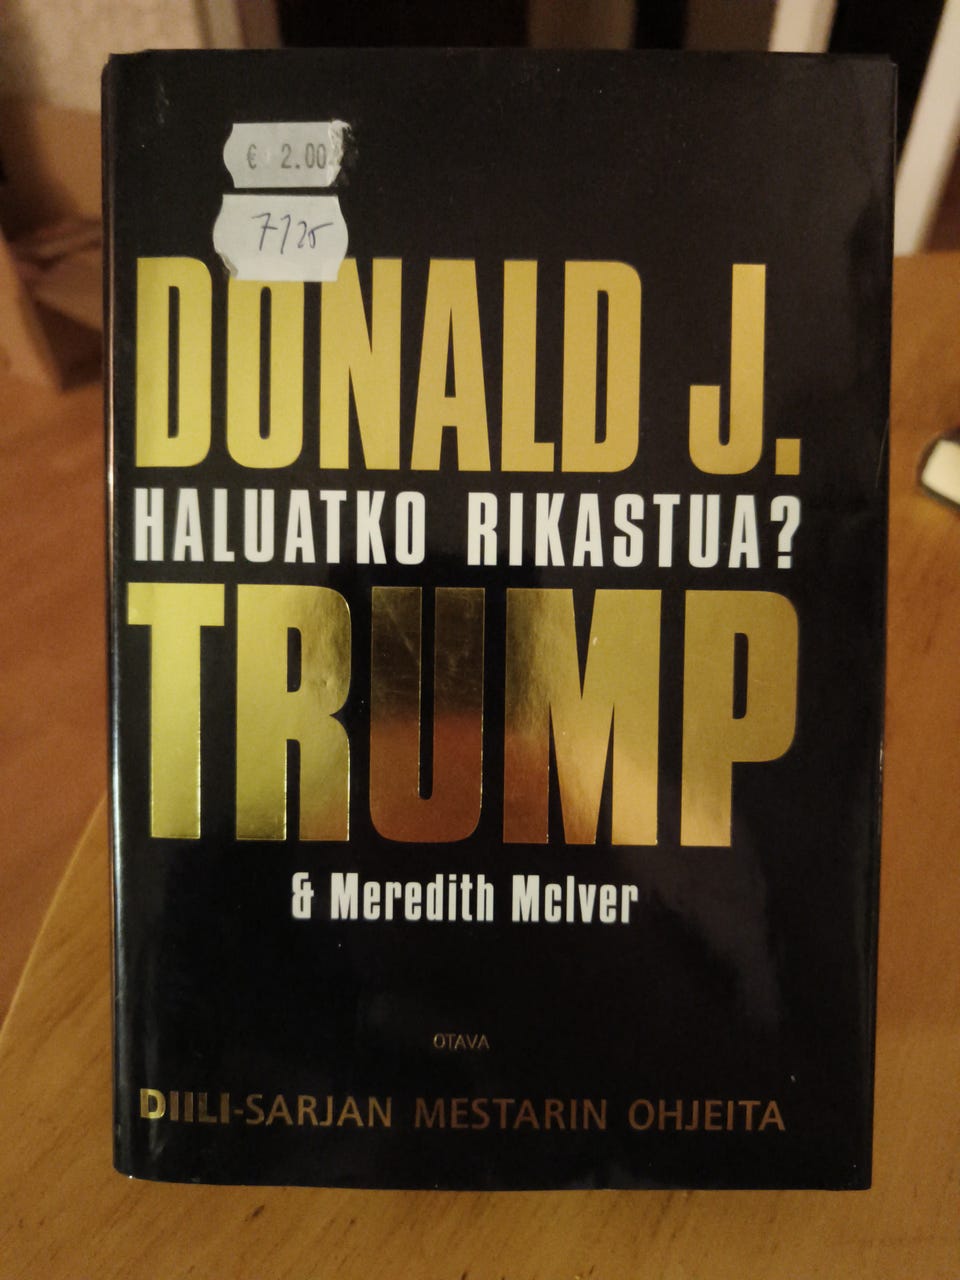 € 2.00
7/25
DONALD J.
HALUATKO RIKASTUA?
TRUMP
& Meredith McIver
OTAVA
DIILI-SARJAN MESTARIN OHJEITA